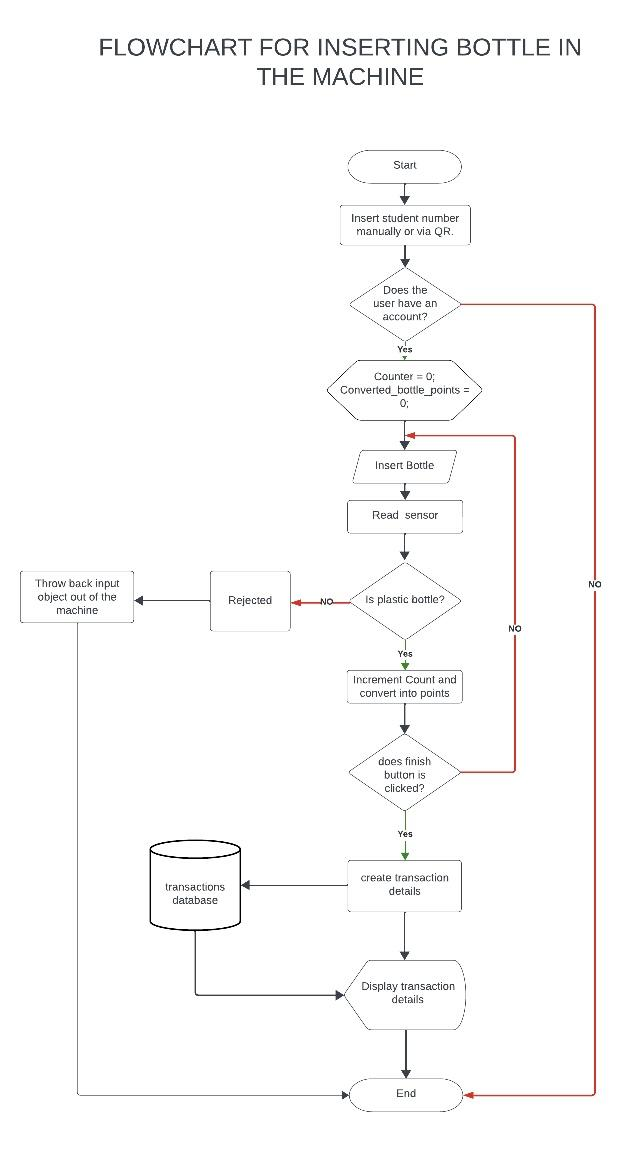 FLOWCHART FOR INSERTING BOTTLE IN
THE MACHINE
Start
Insert student number
manually or via QR.
Does the
user have an
account?
Yes
Counter = 0;
Converted_bottle_points =
0;
Insert Bottle
Read sensor
Throw back input
object out of the
machine
Rejected
NO
Is plastic bottle?
NO
NO
Yes
Increment Count and
convert into points
does finish
button is
clicked?
Yes
transactions
database
create transaction
details
Display transaction
details
End